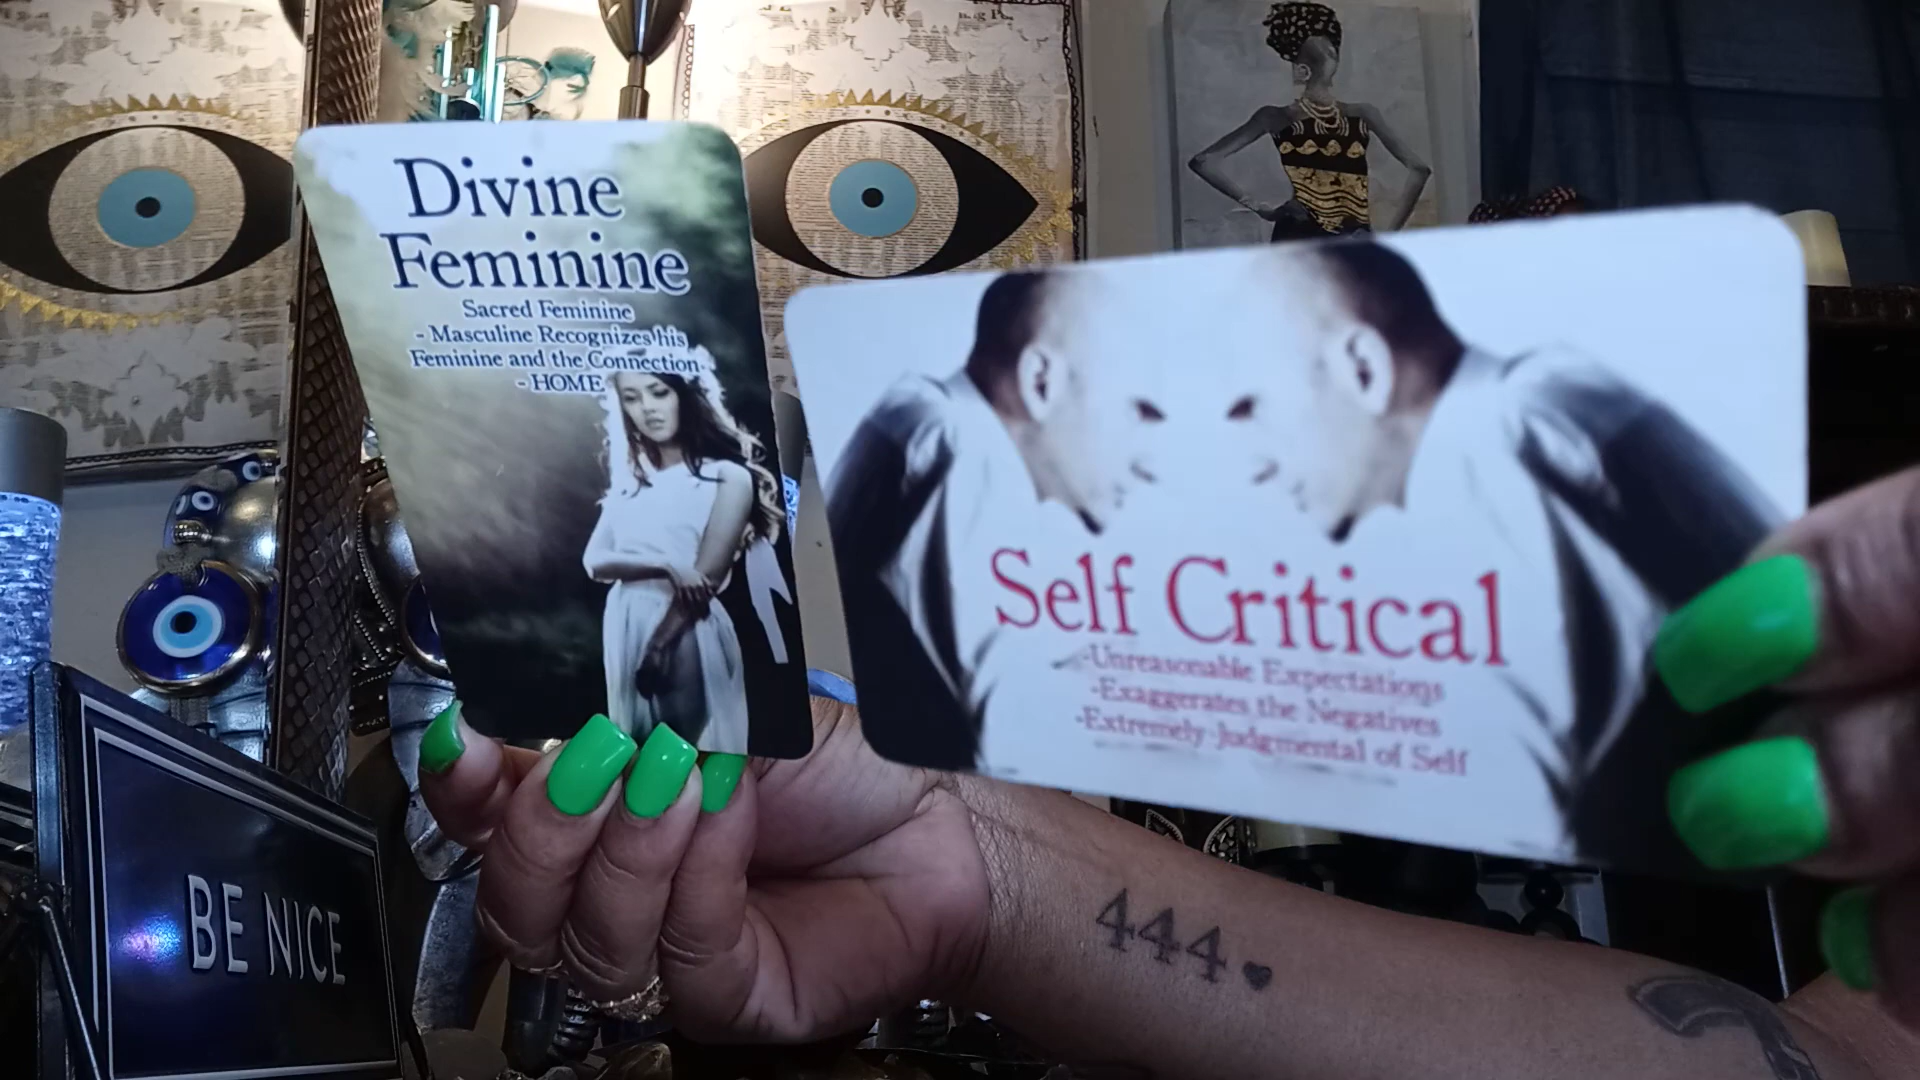 Divine
Feminine
Sacred Feminine
- Masculine Recognizes his
Feminine and the Connection-
- HOME
Self Critical
-Unreasonable Expectations
-Exaggerates the Negatives
-Extremely Judgmental of Self
BE NICE
444